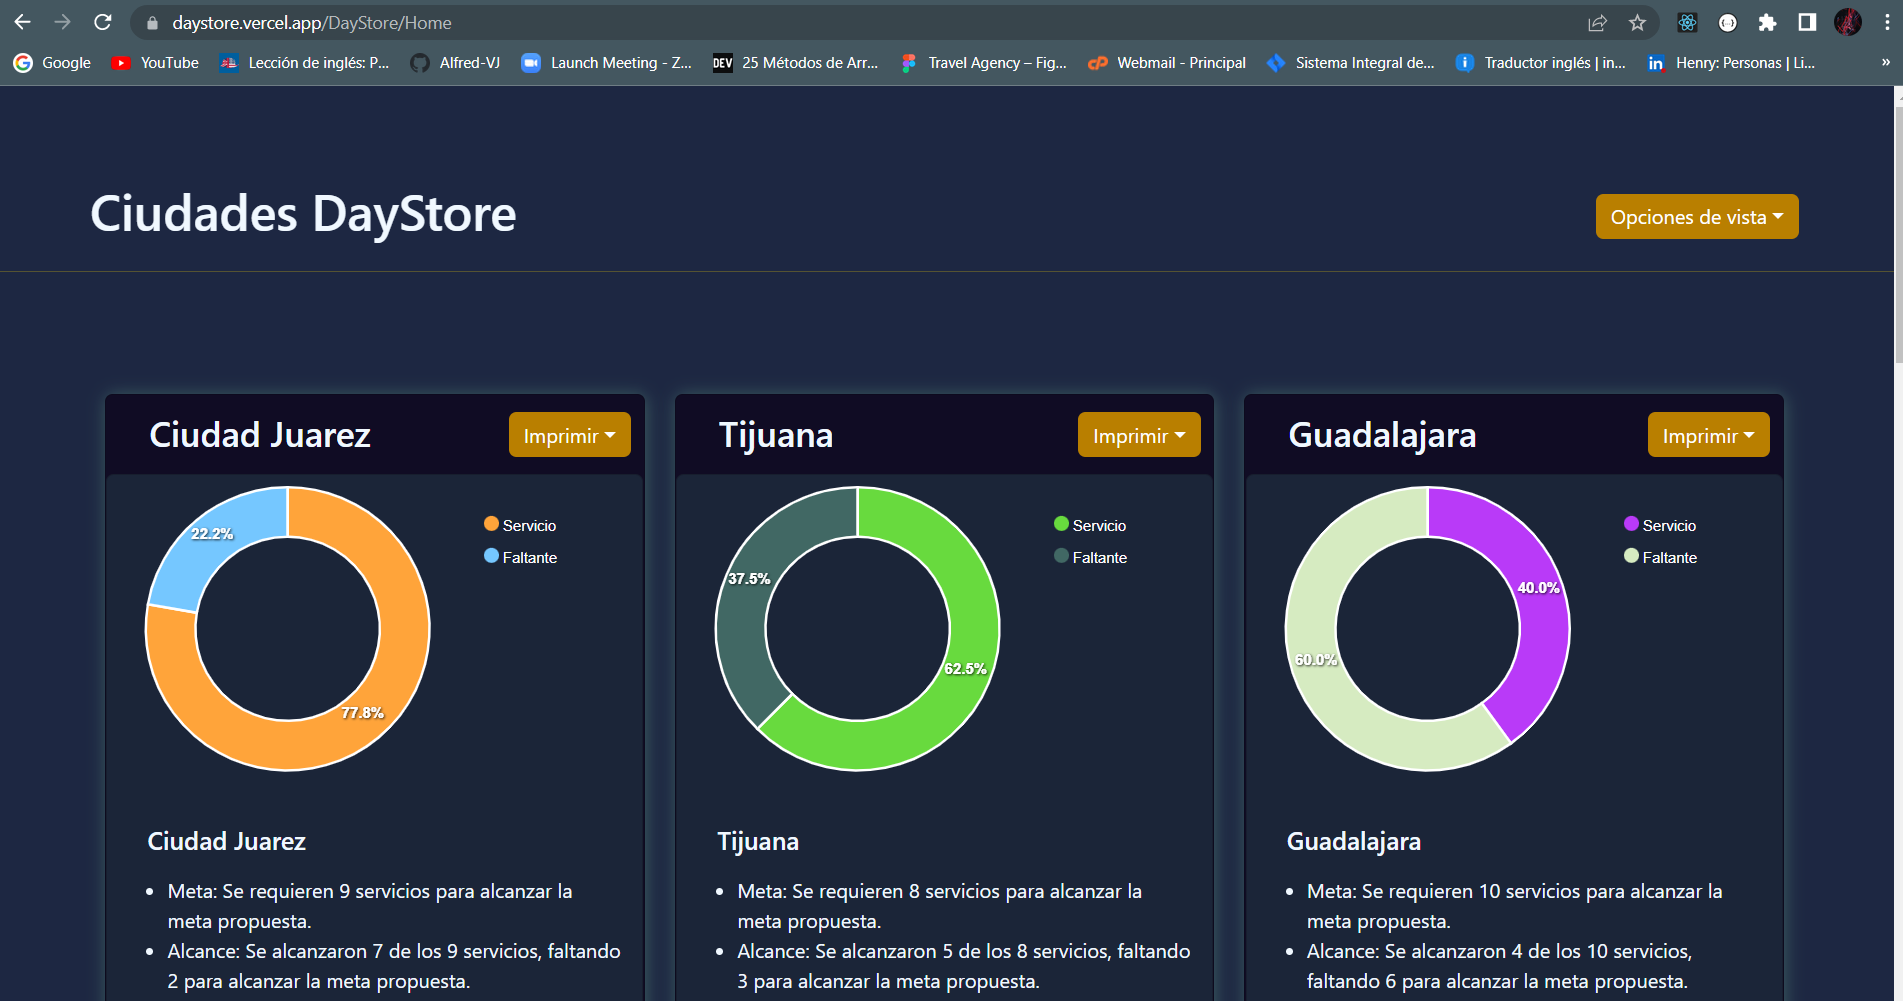 daystore.vercel.app/DayStore/Home
Google YouTube Lección de inglés: P... Alfred-VJ Launch Meeting - Z... DEV 25 Métodos de Arr... Travel Agency – Fig... Webmail - Principal Sistema Integral de... Traductor inglés | in... in Henry: Personas | Li... »
Ciudades DayStore
Opciones de vista
Ciudad Juarez
Imprimir
22.2%
77.8%
Servicio
Faltante
Ciudad Juarez
• Meta: Se requieren 9 servicios para alcanzar la
meta propuesta.
• Alcance: Se alcanzaron 7 de los 9 servicios, faltando
2 para alcanzar la meta propuesta.
Tijuana
Imprimir
37.5%
62.5%
Servicio
Faltante
Tijuana
• Meta: Se requieren 8 servicios para alcanzar la
meta propuesta.
• Alcance: Se alcanzaron 5 de los 8 servicios, faltando
3 para alcanzar la meta propuesta.
Guadalajara
Imprimir
40.0%
60.0%
Servicio
Faltante
Guadalajara
• Meta: Se requieren 10 servicios para alcanzar la
meta propuesta.
• Alcance: Se alcanzaron 4 de los 10 servicios,
faltando 6 para alcanzar la meta propuesta.